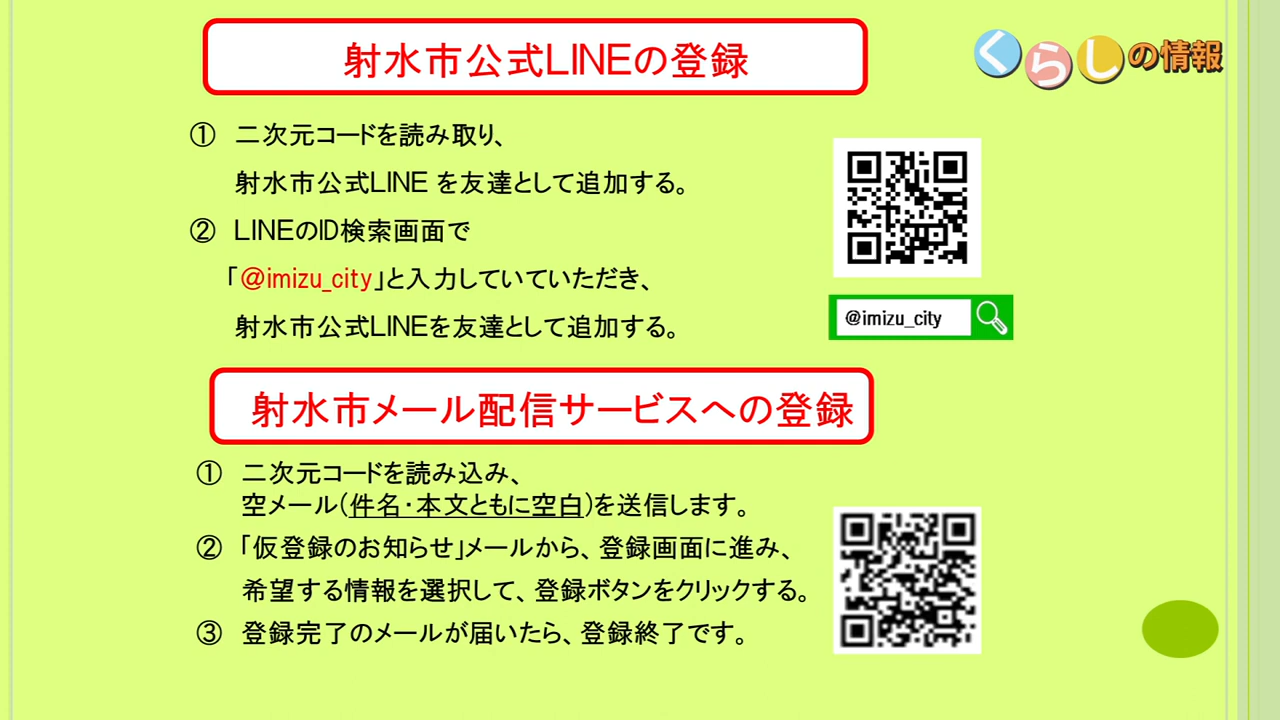 射水市公式LINEの登録
くらしの情報
① 二次元コードを読み取り、
射水市公式LINE を友達として追加する。
② LINEのID検索画面で
「@imizu_city」と入力していていただき、
射水市公式LINEを友達として追加する。
@imizu_city
射水市メール配信サービスへの登録
① 二次元コードを読み込み、
空メール(件名・本文ともに空白)を送信します。
② 「仮登録のお知らせ」メールから、登録画面に進み、
希望する情報を選択して、登録ボタンをクリックする。
③ 登録完了のメールが届いたら、登録終了です。